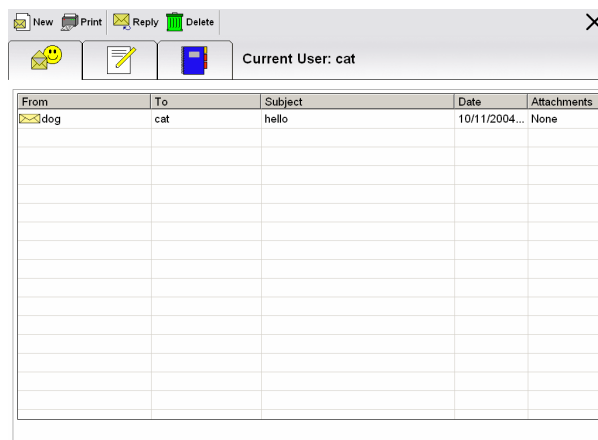 New Print Reply Delete
Current User: cat
From To Subject Date Attachments
dog cat hello 10/11/2004... None